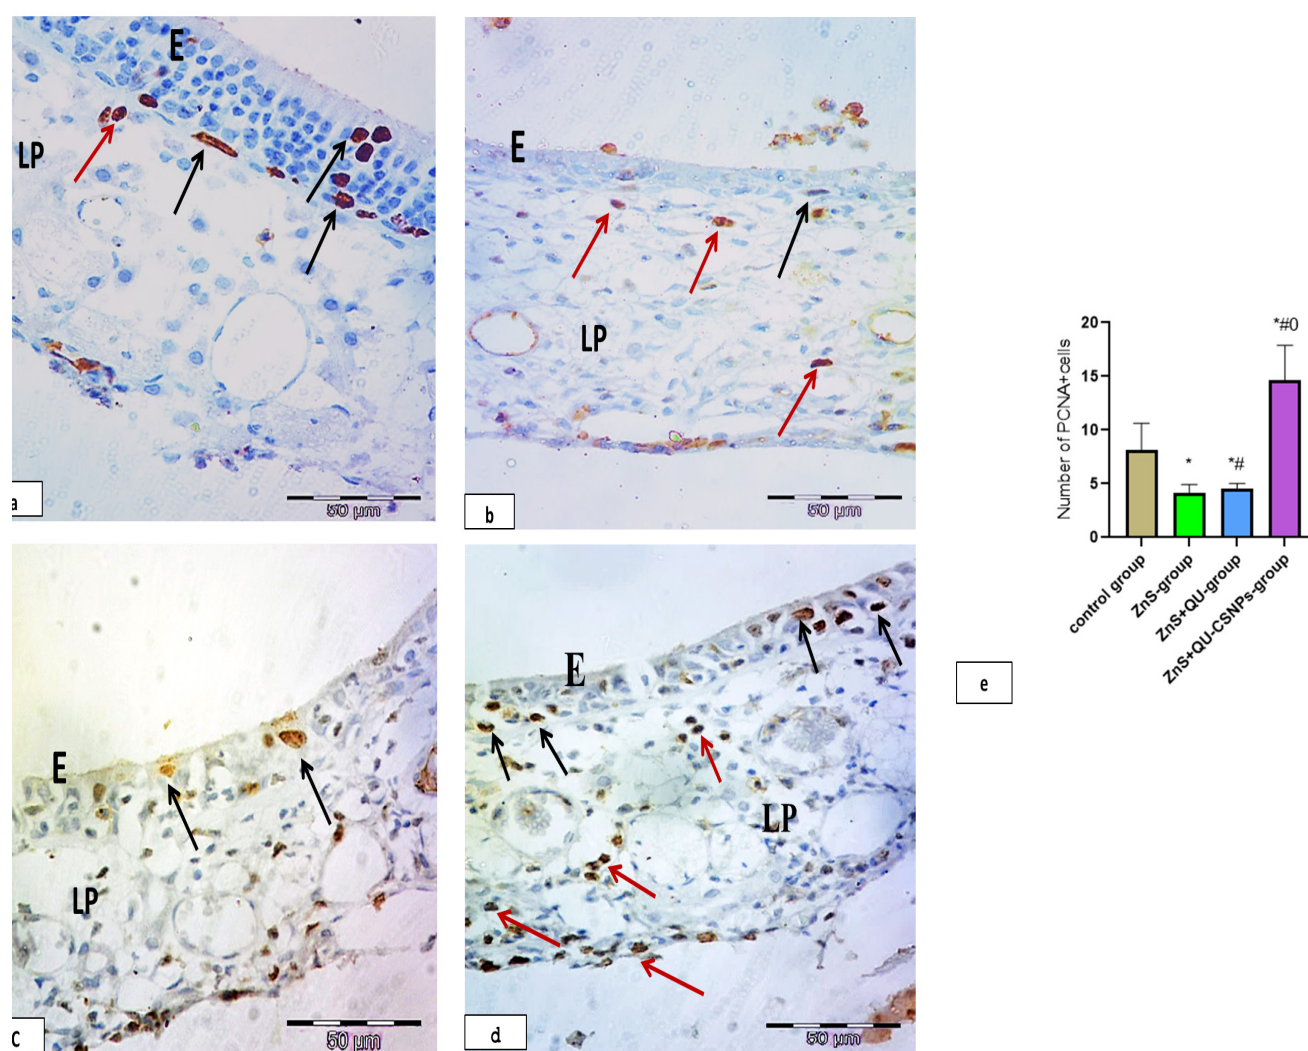 E
LP
a
50 µm
E
LP
b
50 µm
E
LP
c
50 µm
E
LP
d
50 µm
20
15
10
5
0
Number of PCNA+cells
*
*#
*#0
control group
ZnS-group
ZnS+QU-group
ZnS+QU-CSNPs-group
e